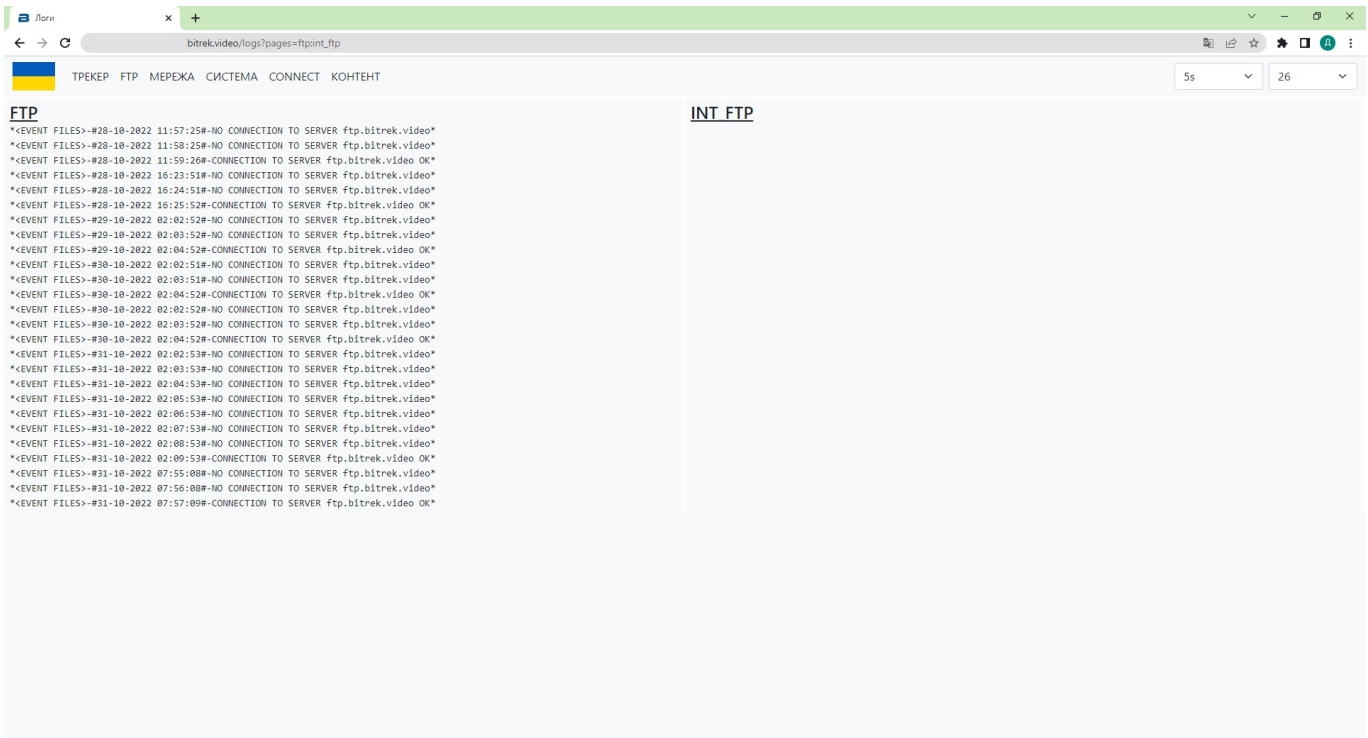 Логи
bitrek.video/logs?pages=ftp:int_ftp
ТРЕКЕР FTP МЕРЕЖА СИСТЕМА CONNECT КОНТЕНТ
5s
26
FTP
*<EVENT FILES>-#28-10-2022 11:57:25#-NO CONNECTION TO SERVER ftp.bitrek.video*
*<EVENT FILES>-#28-10-2022 11:58:25#-NO CONNECTION TO SERVER ftp.bitrek.video*
*<EVENT FILES>-#28-10-2022 11:59:26#-CONNECTION TO SERVER ftp.bitrek.video OK*
*<EVENT FILES>-#28-10-2022 16:23:51#-NO CONNECTION TO SERVER ftp.bitrek.video*
*<EVENT FILES>-#28-10-2022 16:24:51#-NO CONNECTION TO SERVER ftp.bitrek.video*
*<EVENT FILES>-#28-10-2022 16:25:52#-CONNECTION TO SERVER ftp.bitrek.video OK*
*<EVENT FILES>-#29-10-2022 02:02:52#-NO CONNECTION TO SERVER ftp.bitrek.video*
*<EVENT FILES>-#29-10-2022 02:03:52#-NO CONNECTION TO SERVER ftp.bitrek.video*
*<EVENT FILES>-#29-10-2022 02:04:52#-CONNECTION TO SERVER ftp.bitrek.video OK*
*<EVENT FILES>-#30-10-2022 02:02:51#-NO CONNECTION TO SERVER ftp.bitrek.video*
*<EVENT FILES>-#30-10-2022 02:03:51#-NO CONNECTION TO SERVER ftp.bitrek.video*
*<EVENT FILES>-#30-10-2022 02:04:52#-CONNECTION TO SERVER ftp.bitrek.video OK*
*<EVENT FILES>-#30-10-2022 02:02:52#-NO CONNECTION TO SERVER ftp.bitrek.video*
*<EVENT FILES>-#30-10-2022 02:03:52#-NO CONNECTION TO SERVER ftp.bitrek.video*
*<EVENT FILES>-#30-10-2022 02:04:52#-CONNECTION TO SERVER ftp.bitrek.video OK*
*<EVENT FILES>-#31-10-2022 02:02:53#-NO CONNECTION TO SERVER ftp.bitrek.video*
*<EVENT FILES>-#31-10-2022 02:03:53#-NO CONNECTION TO SERVER ftp.bitrek.video*
*<EVENT FILES>-#31-10-2022 02:04:53#-NO CONNECTION TO SERVER ftp.bitrek.video*
*<EVENT FILES>-#31-10-2022 02:05:53#-NO CONNECTION TO SERVER ftp.bitrek.video*
*<EVENT FILES>-#31-10-2022 02:06:53#-NO CONNECTION TO SERVER ftp.bitrek.video*
*<EVENT FILES>-#31-10-2022 02:07:53#-NO CONNECTION TO SERVER ftp.bitrek.video*
*<EVENT FILES>-#31-10-2022 02:08:53#-NO CONNECTION TO SERVER ftp.bitrek.video*
*<EVENT FILES>-#31-10-2022 02:09:53#-CONNECTION TO SERVER ftp.bitrek.video OK*
*<EVENT FILES>-#31-10-2022 07:55:08#-NO CONNECTION TO SERVER ftp.bitrek.video*
*<EVENT FILES>-#31-10-2022 07:56:08#-NO CONNECTION TO SERVER ftp.bitrek.video*
*<EVENT FILES>-#31-10-2022 07:57:09#-CONNECTION TO SERVER ftp.bitrek.video OK*
INT_FTP